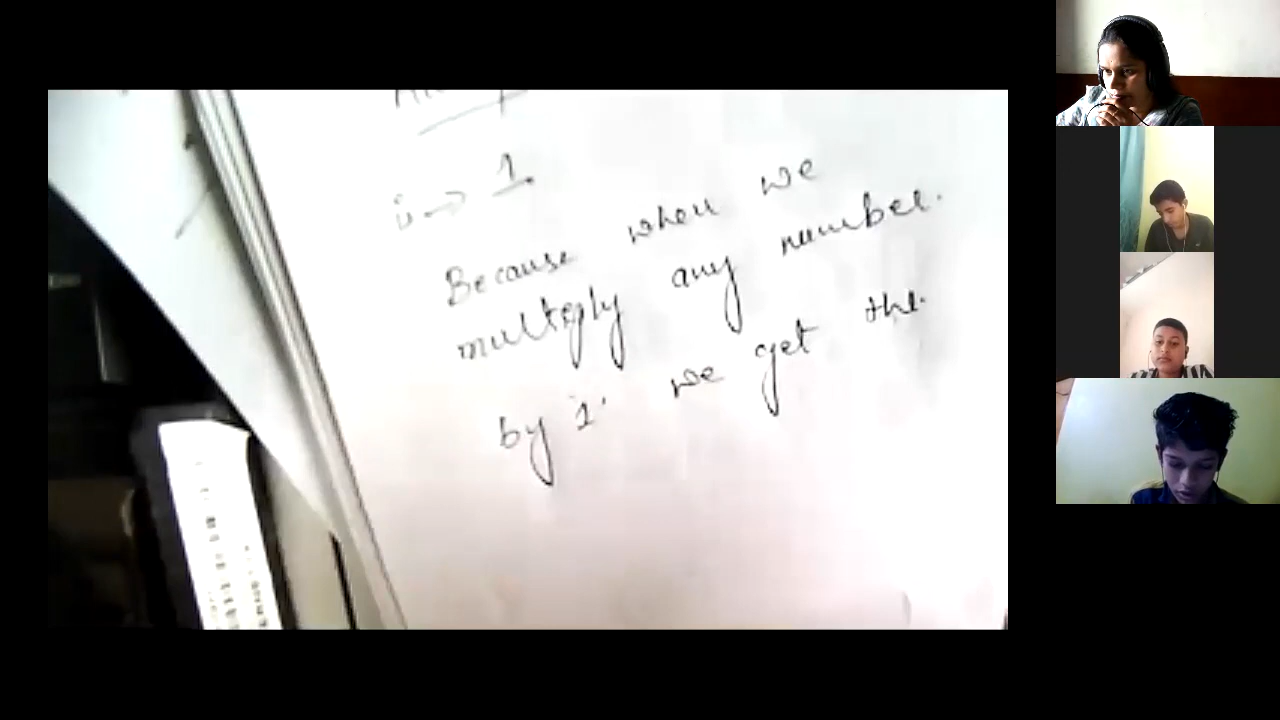 i → 1.
Because when we
multiply any number.
by 1' we get the.